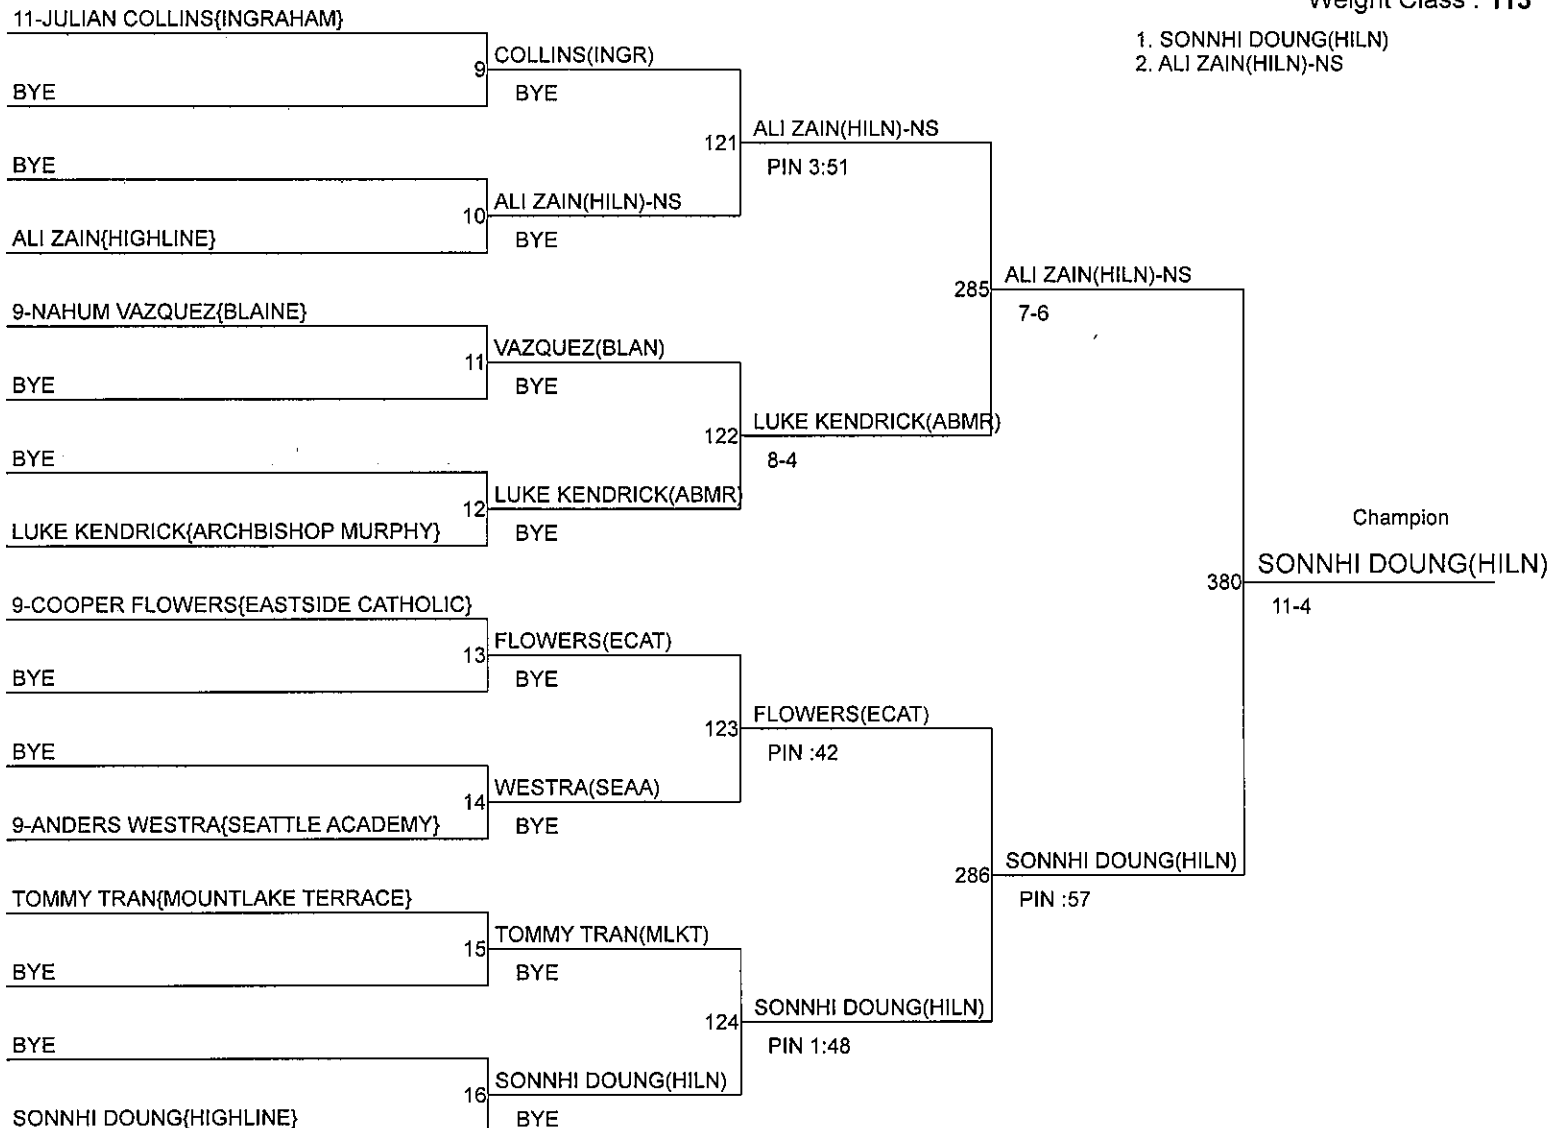 Weight Class : 113
1. SONNHI DOUNG(HILN)
2. ALI ZAIN(HILN)-NS
11-JULIAN COLLINS{INGRAHAM}
9
COLLINS(INGR)
BYE
BYE
121
ALI ZAIN(HILN)-NS
PIN 3:51
BYE
10
ALI ZAIN(HILN)-NS
BYE
ALI ZAIN{HIGHLINE}
285
ALI ZAIN(HILN)-NS
7-6
9-NAHUM VAZQUEZ{BLAINE}
11
VAZQUEZ(BLAN)
BYE
BYE
122
LUKE KENDRICK(ABMR)
8-4
BYE
12
LUKE KENDRICK(ABMR)
BYE
LUKE KENDRICK{ARCHBISHOP MURPHY}
Champion
380
SONNHI DOUNG(HILN)
11-4
9-COOPER FLOWERS{EASTSIDE CATHOLIC}
13
FLOWERS(ECAT)
BYE
BYE
123
FLOWERS(ECAT)
PIN :42
BYE
14
WESTRA(SEAA)
BYE
9-ANDERS WESTRA{SEATTLE ACADEMY}
286
SONNHI DOUNG(HILN)
PIN :57
TOMMY TRAN{MOUNTLAKE TERRACE}
15
TOMMY TRAN(MLKT)
BYE
BYE
124
SONNHI DOUNG(HILN)
PIN 1:48
BYE
16
SONNHI DOUNG(HILN)
BYE
SONNHI DOUNG{HIGHLINE}